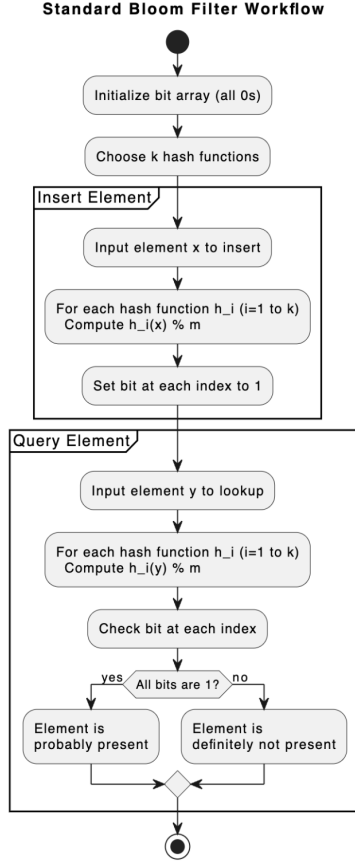 Standard Bloom Filter Workflow
Initialize bit array (all 0s)
Choose k hash functions
Insert Element
Input element x to insert
For each hash function h_i (i=1 to k)
Compute h_i(x) % m
Set bit at each index to 1
Query Element
Input element y to lookup
For each hash function h_i (i=1 to k)
Compute h_i(y) % m
Check bit at each index
yes
All bits are 1?
no
Element is
probably present
Element is
definitely not present